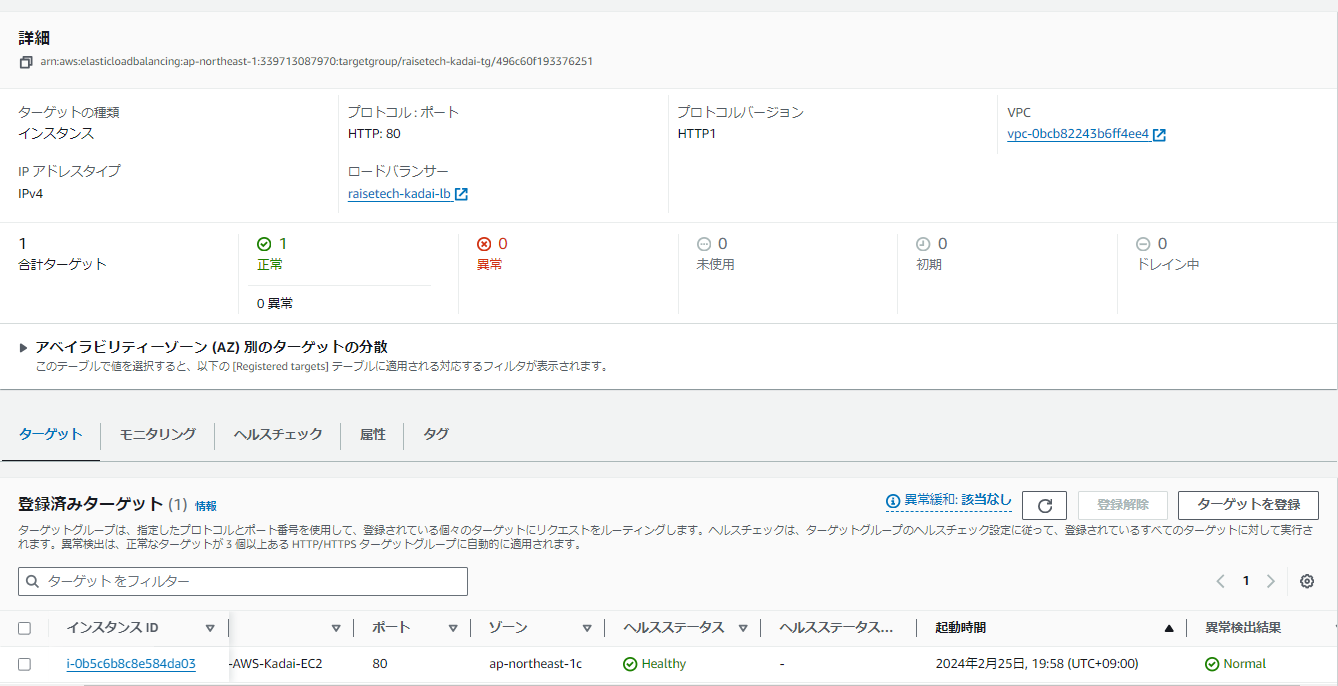 詳細
arn:aws:elasticloadbalancing:ap-northeast-1:339713087970:targetgroup/raisetech-kadai-tg/496c60f193376251
ターゲットの種類
インスタンス
プロトコル : ポート
HTTP: 80
プロトコルバージョン
HTTP1
VPC
vpc-0bcb82243b6ff4ee4
IP アドレスタイプ
IPv4
ロードバランサー
raisetech-kadai-lb
1
合計ターゲット
1
正常
0 異常
0
異常
0
未使用
0
初期
0
ドレイン中
アベイラビリティーゾーン (AZ) 別のターゲットの分散
このテーブルで値を選択すると、以下の [Registered targets] テーブルに適用される対応するフィルタが表示されます。
ターゲット モニタリング ヘルスチェック 属性 タグ
登録済みターゲット (1) 情報
異常緩和: 該当なし 登録解除 ターゲットを登録
ターゲットグループは、指定したプロトコルとポート番号を使用して、登録されている個々のターゲットにリクエストをルーティングします。ヘルスチェックは、ターゲットグループのヘルスチェック設定に従って、登録されているすべてのターゲットに対して実行さ
れます。異常検出は、正常なターゲットが 3 個以上ある HTTP/HTTPS ターゲットグループに自動的に適用されます。
ターゲット をフィルター
1
インスタンス ID ポート ゾーン ヘルスステータス ヘルスステータス... 起動時間 異常検出結果
i-0b5c6b8c8e584da03 -AWS-Kadai-EC2 80 ap-northeast-1c Healthy - 2024年2月25日, 19:58 (UTC+09:00) Normal